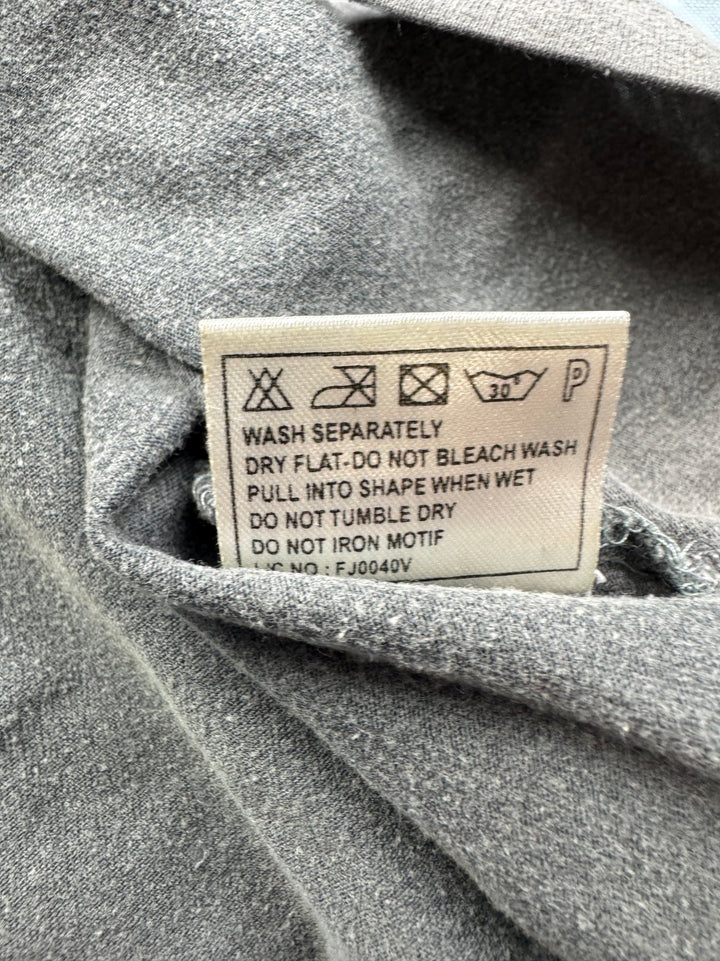 30° P
WASH SEPARATELY
DRY FLAT-DO NOT BLEACH WASH
PULL INTO SHAPE WHEN WET
DO NOT TUMBLE DRY
DO NOT IRON MOTIF
NO : FJ0040V